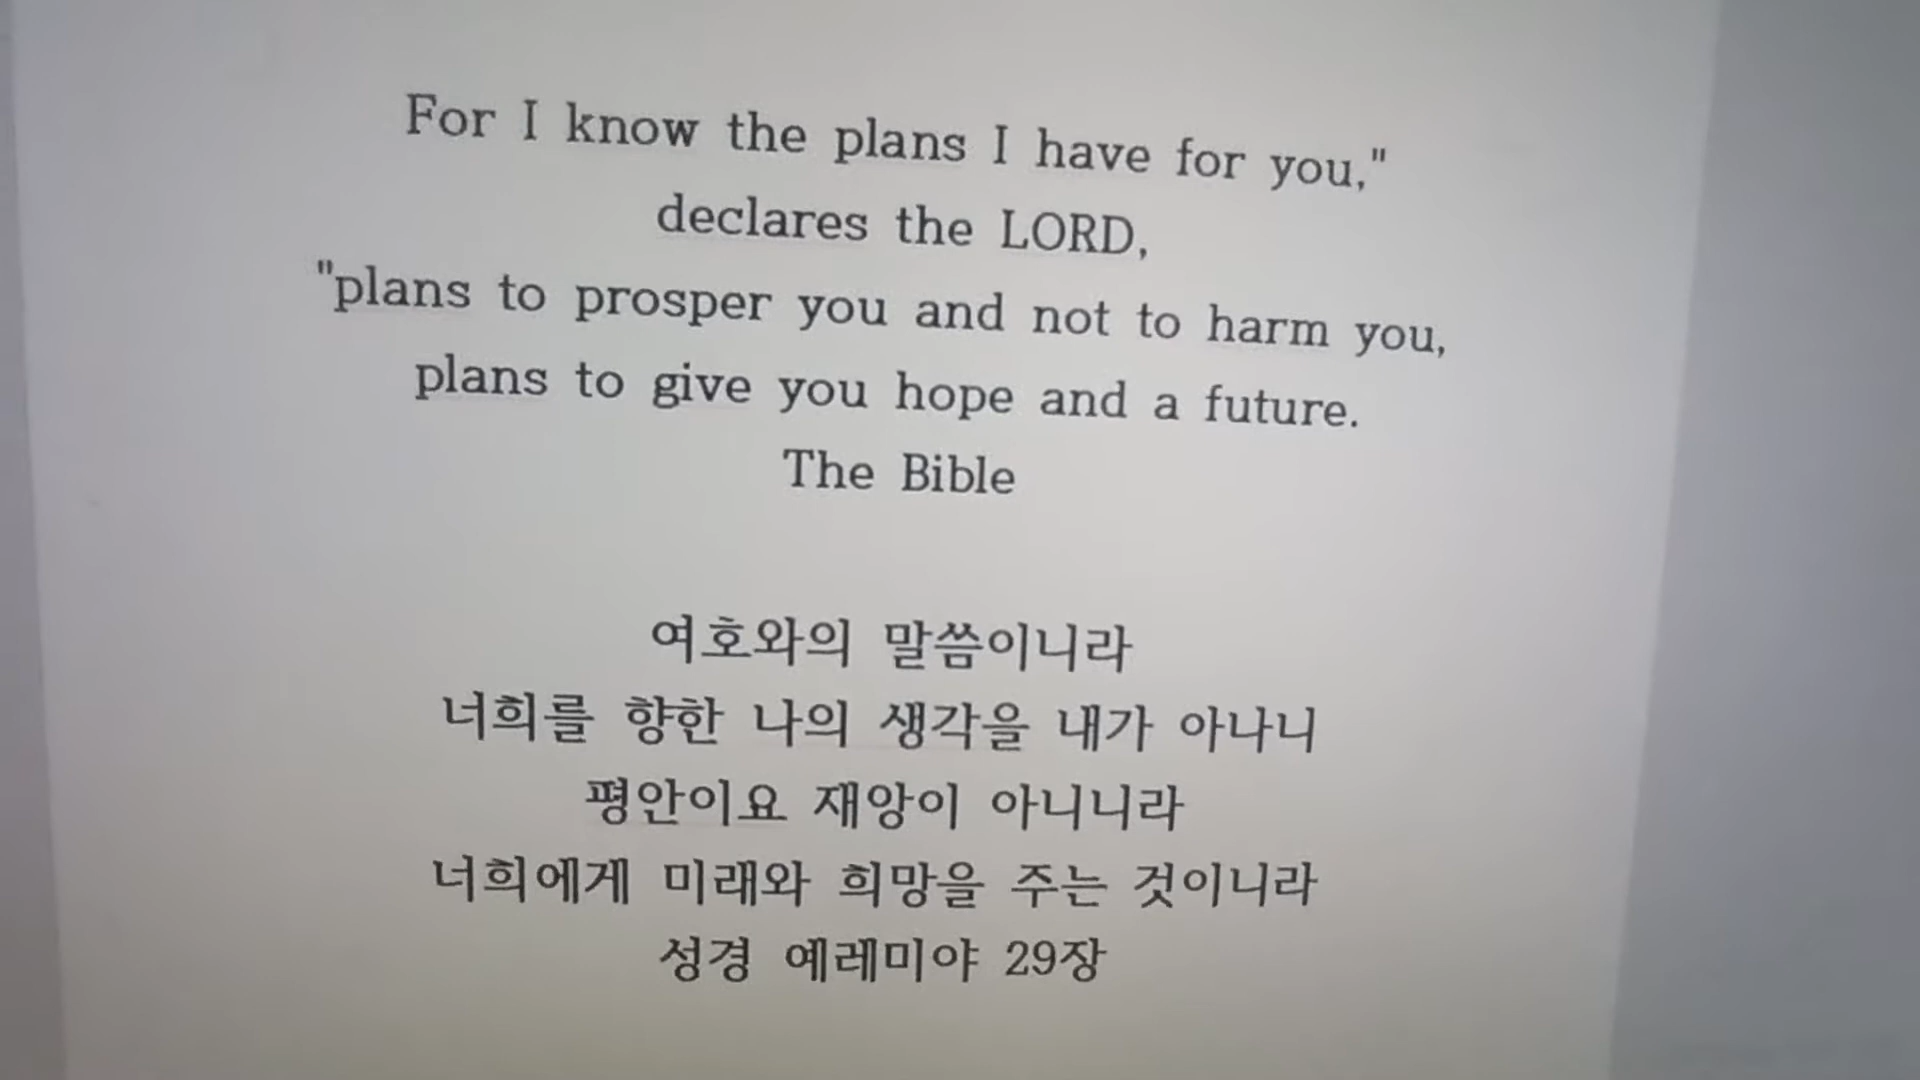 For I know the plans I have for you,"
declares the LORD,
"plans to prosper you and not to harm you,
plans to give you hope and a future.
The Bible
여호와의 말씀이니라
너희를 향한 나의 생각을 내가 아나니
평안이요 재앙이 아니니라
너희에게 미래와 희망을 주는 것이니라
성경 예레미야 29장